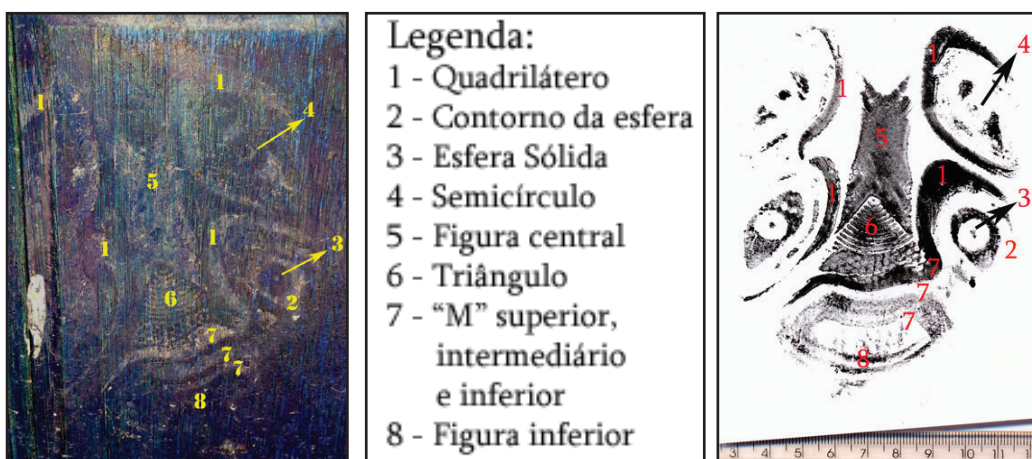 1
1
4
5
1
1
3
6
2
7
7
7
8
Legenda:
1 - Quadrilátero
2 - Contorno da esfera
3 - Esfera Sólida
4 - Semicírculo
5 - Figura central
6 - Triângulo
7 - “M” superior,
intermediário
e inferior
8 - Figura inferior
1
4
1
5
1
1
3
6
2
7
7
7
8
3 4 5 6 7 8 9 10 11